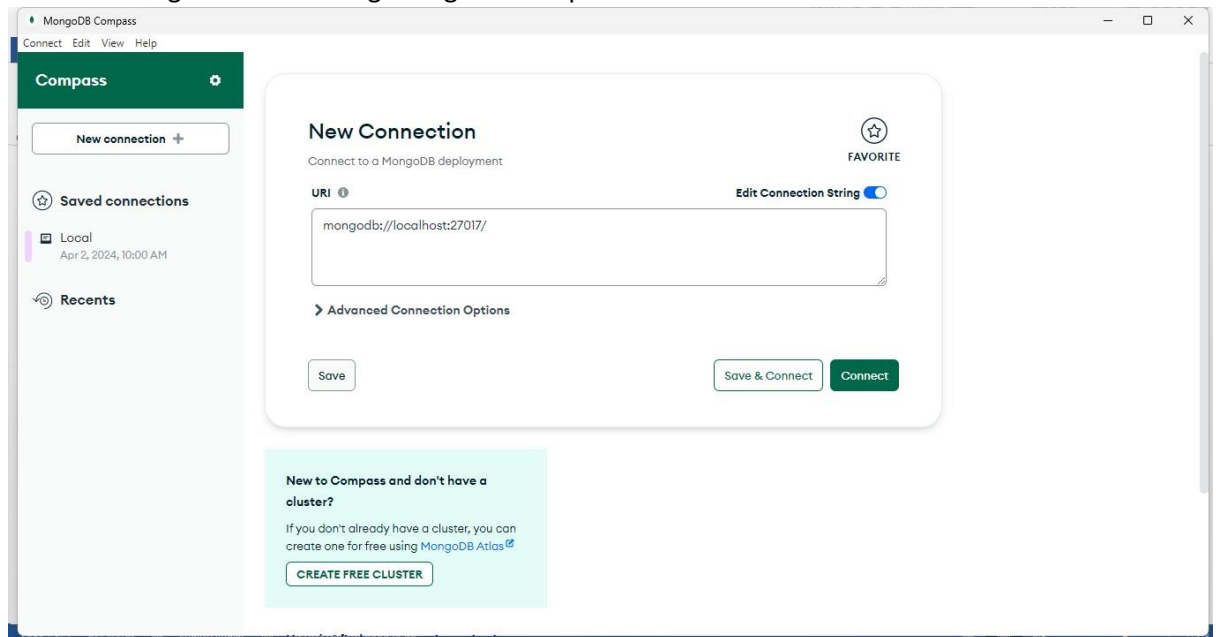 MongoDB Compass
Connect Edit View Help
Compass
New connection +
Saved connections
Local
Apr 2, 2024, 10:00 AM
Recents
New Connection
Connect to a MongoDB deployment
FAVORITE
URI
Edit Connection String
mongodb://localhost:27017/
Advanced Connection Options
Save
Save & Connect
Connect
New to Compass and don't have a
cluster?
If you don't already have a cluster, you can
create one for free using MongoDB Atlas
CREATE FREE CLUSTER